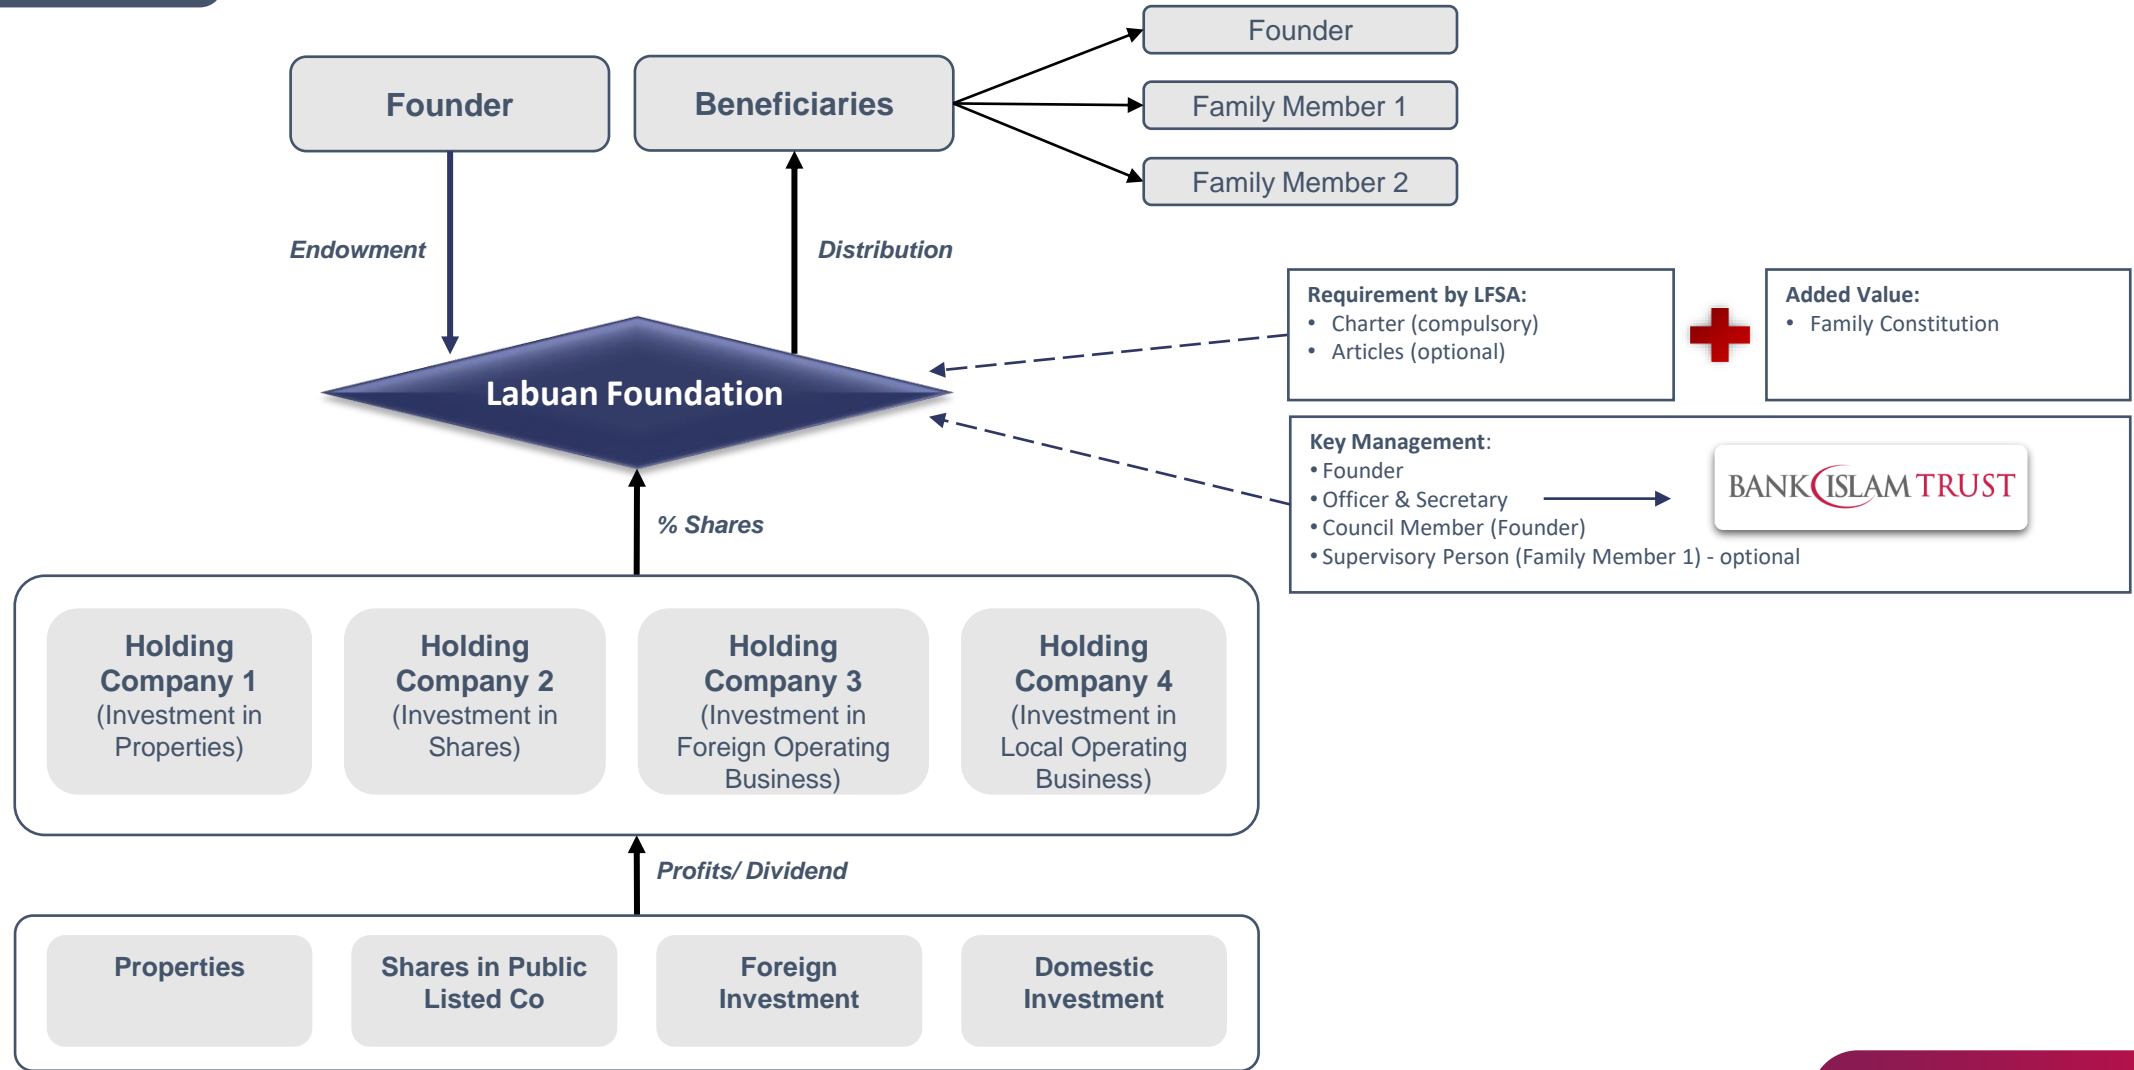 Founder
Beneficiaries
Founder
Family Member 1
Family Member 2
Endowment
Distribution
Labuan Foundation
Requirement by LFSA:
• Charter (compulsory)
• Articles (optional)
Added Value:
• Family Constitution
Key Management:
• Founder
• Officer & Secretary
• Council Member (Founder)
• Supervisory Person (Family Member 1) - optional
BANK ISLAM TRUST
% Shares
Holding
Company 1
(Investment in
Properties)
Holding
Company 2
(Investment in
Shares)
Holding
Company 3
(Investment in
Foreign Operating
Business)
Holding
Company 4
(Investment in
Local Operating
Business)
Profits/ Dividend
Properties
Shares in Public
Listed Co
Foreign
Investment
Domestic
Investment